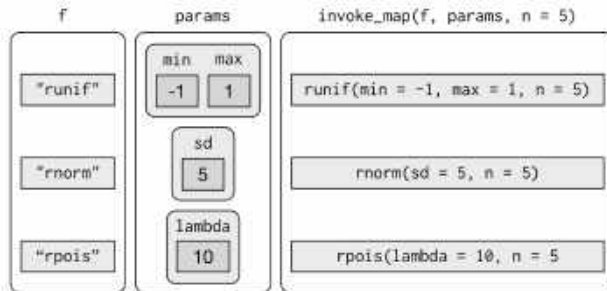 f params invoke_map(f, params, n = 5)
min max
"runif" -1 1 runif(min = -1, max = 1, n = 5)
sd
"rnorm" 5 rnorm(sd = 5, n = 5)
lambda
"rpois" 10 rpois(lambda = 10, n = 5